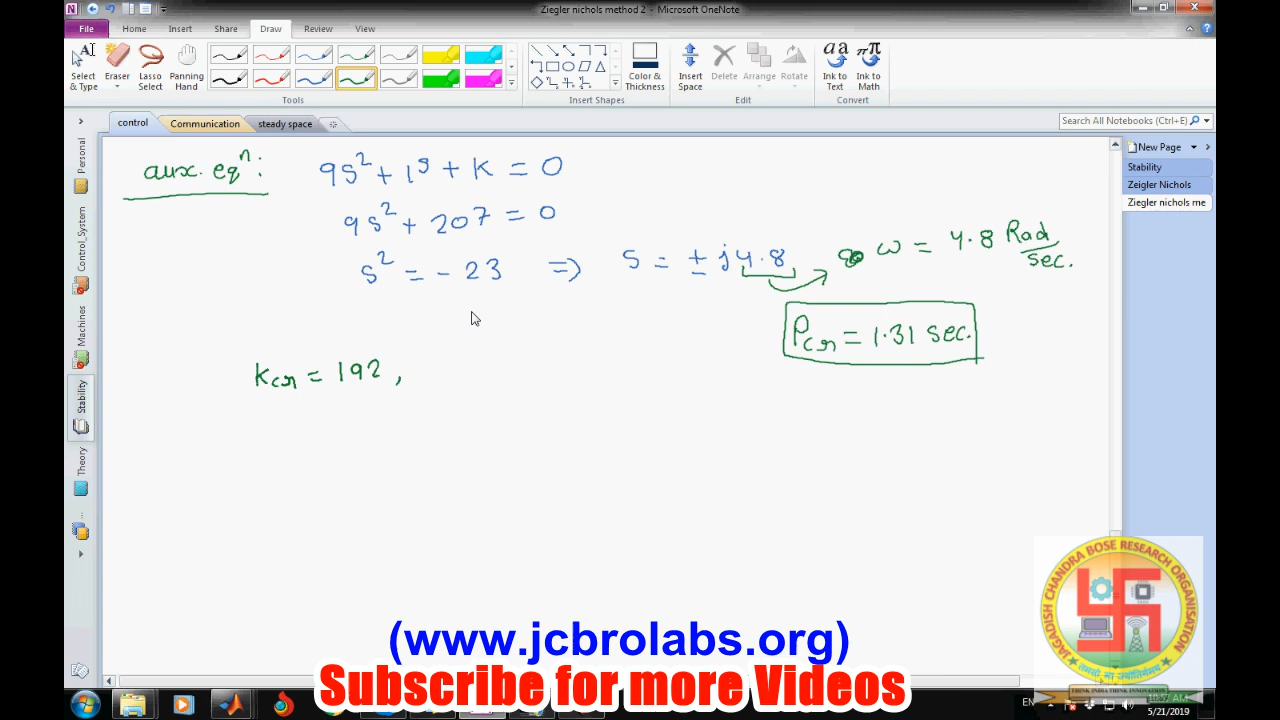 Ziegler nichols method 2 - Microsoft OneNote
File Home Insert Share Draw Review View
Select & Type
Eraser
Lasso Select
Panning Hand
Color & Thickness
Insert Space
Delete
Arrange
Rotate
Ink to Text
Ink to Math
Tools
Insert Shapes
Edit
Convert
control Communication steady space
Search All Notebooks (Ctrl+E)
New Page
Stability
Zeigler Nichols
Ziegler nichols me
Personal
Control_System
Machines
Stability
Theory
aux. eqⁿ:
9s² + 1s + K = 0
9s² + 207 = 0
s² = - 23 ⇒ s = ± j4.8
ω = 4.8 Rad/sec.
Pcr = 1.31 sec.
Kcr = 192,
JAGADISH CHANDRA BOSE RESEARCH ORGANISATION
THINK INDIA THINK INNOVATION
(www.jcbrolabs.org)
Subscribe for more Videos
EN
10:57 AM
5/21/2019